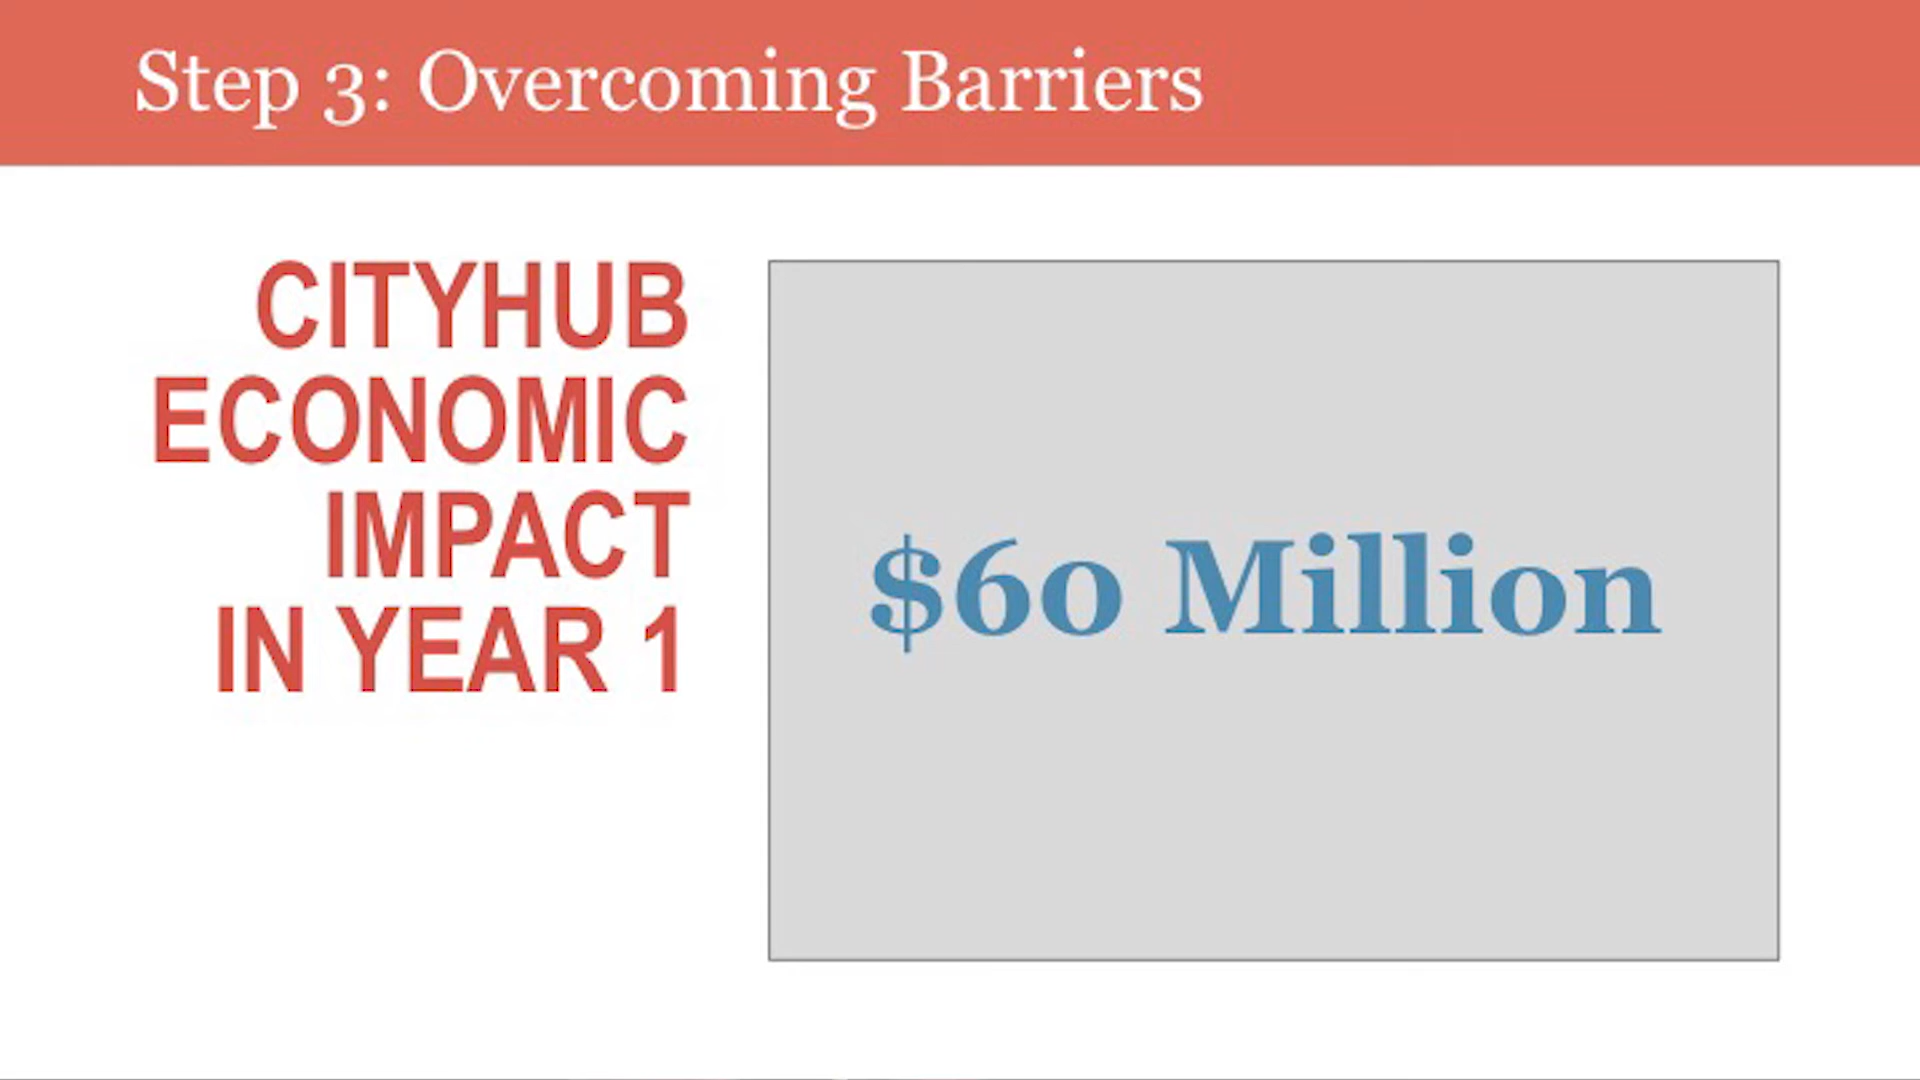 Step 3: Overcoming Barriers
CITYHUB
ECONOMIC
IMPACT
IN YEAR 1
$60 Million